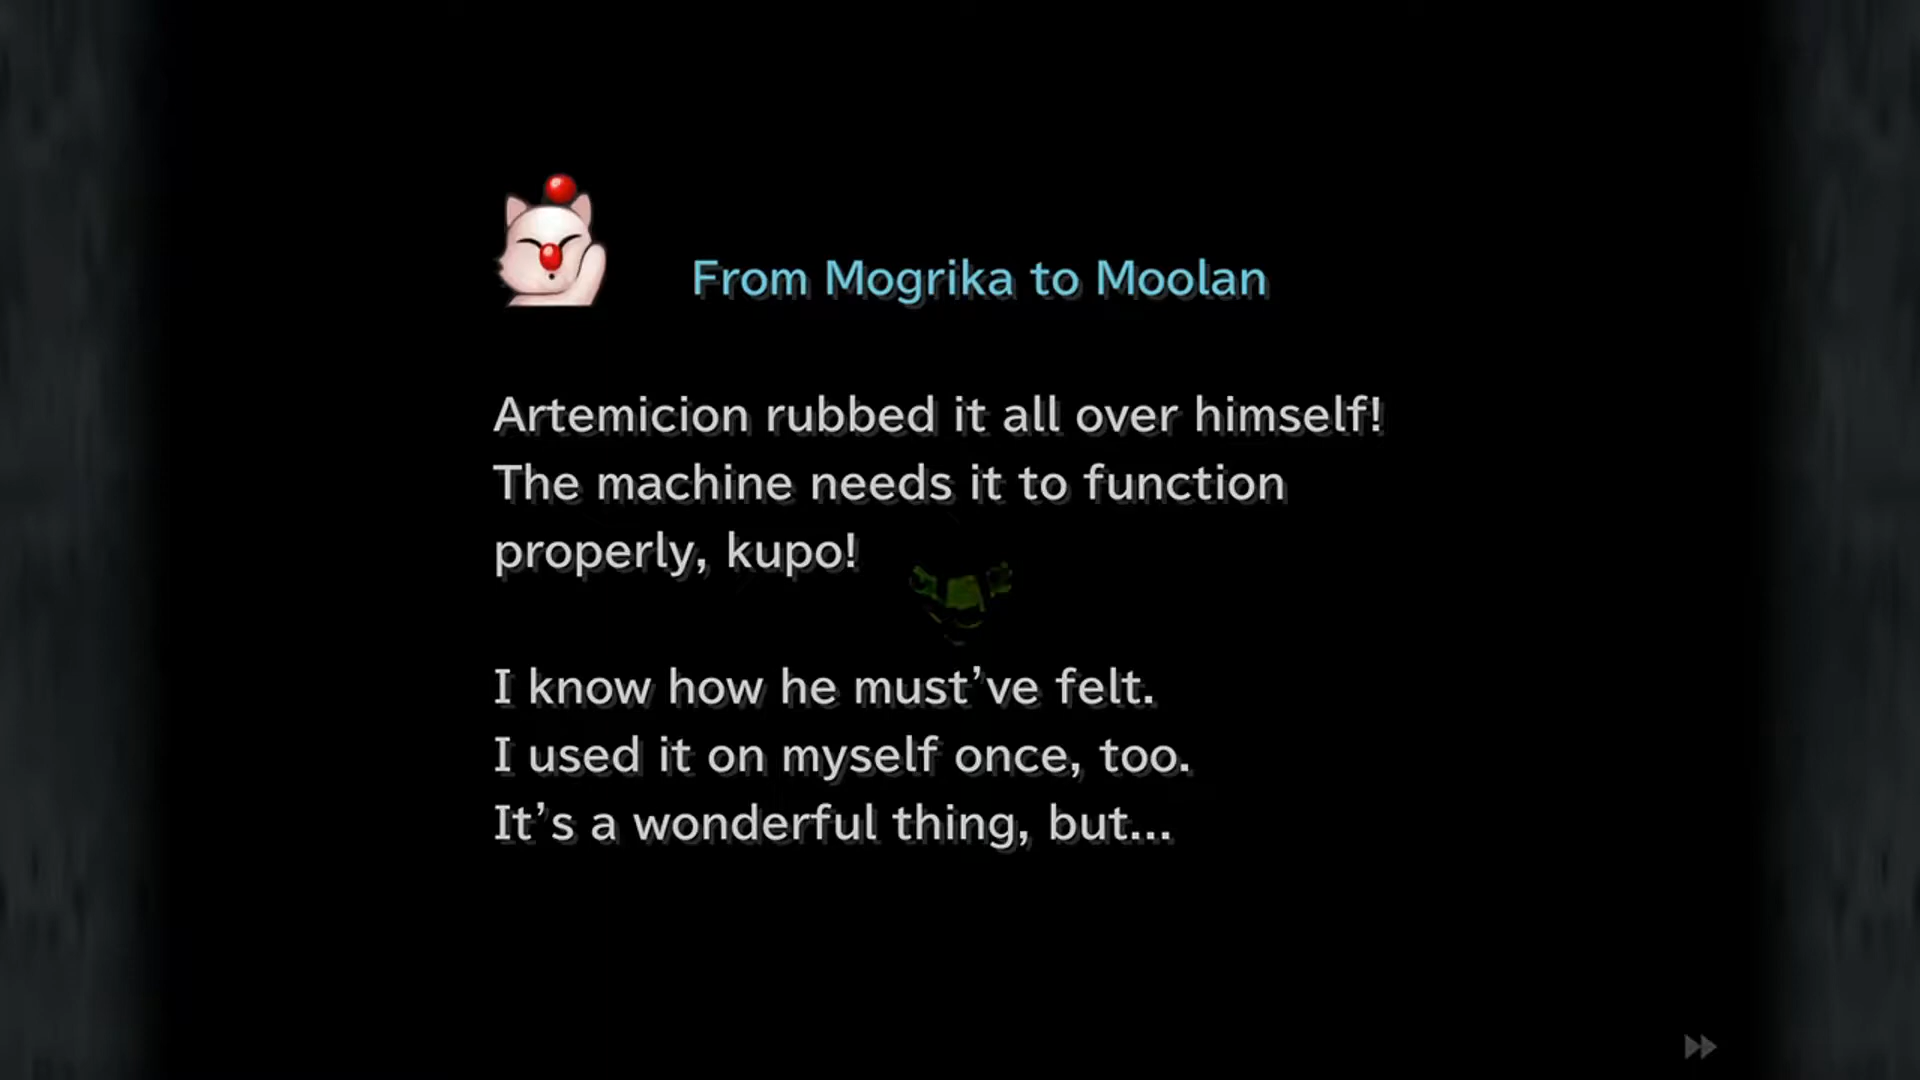 From Mogrika to Moolan
Artemicion rubbed it all over himself!
The machine needs it to function
properly, kupo!
I know how he must’ve felt.
I used it on myself once, too.
It’s a wonderful thing, but...